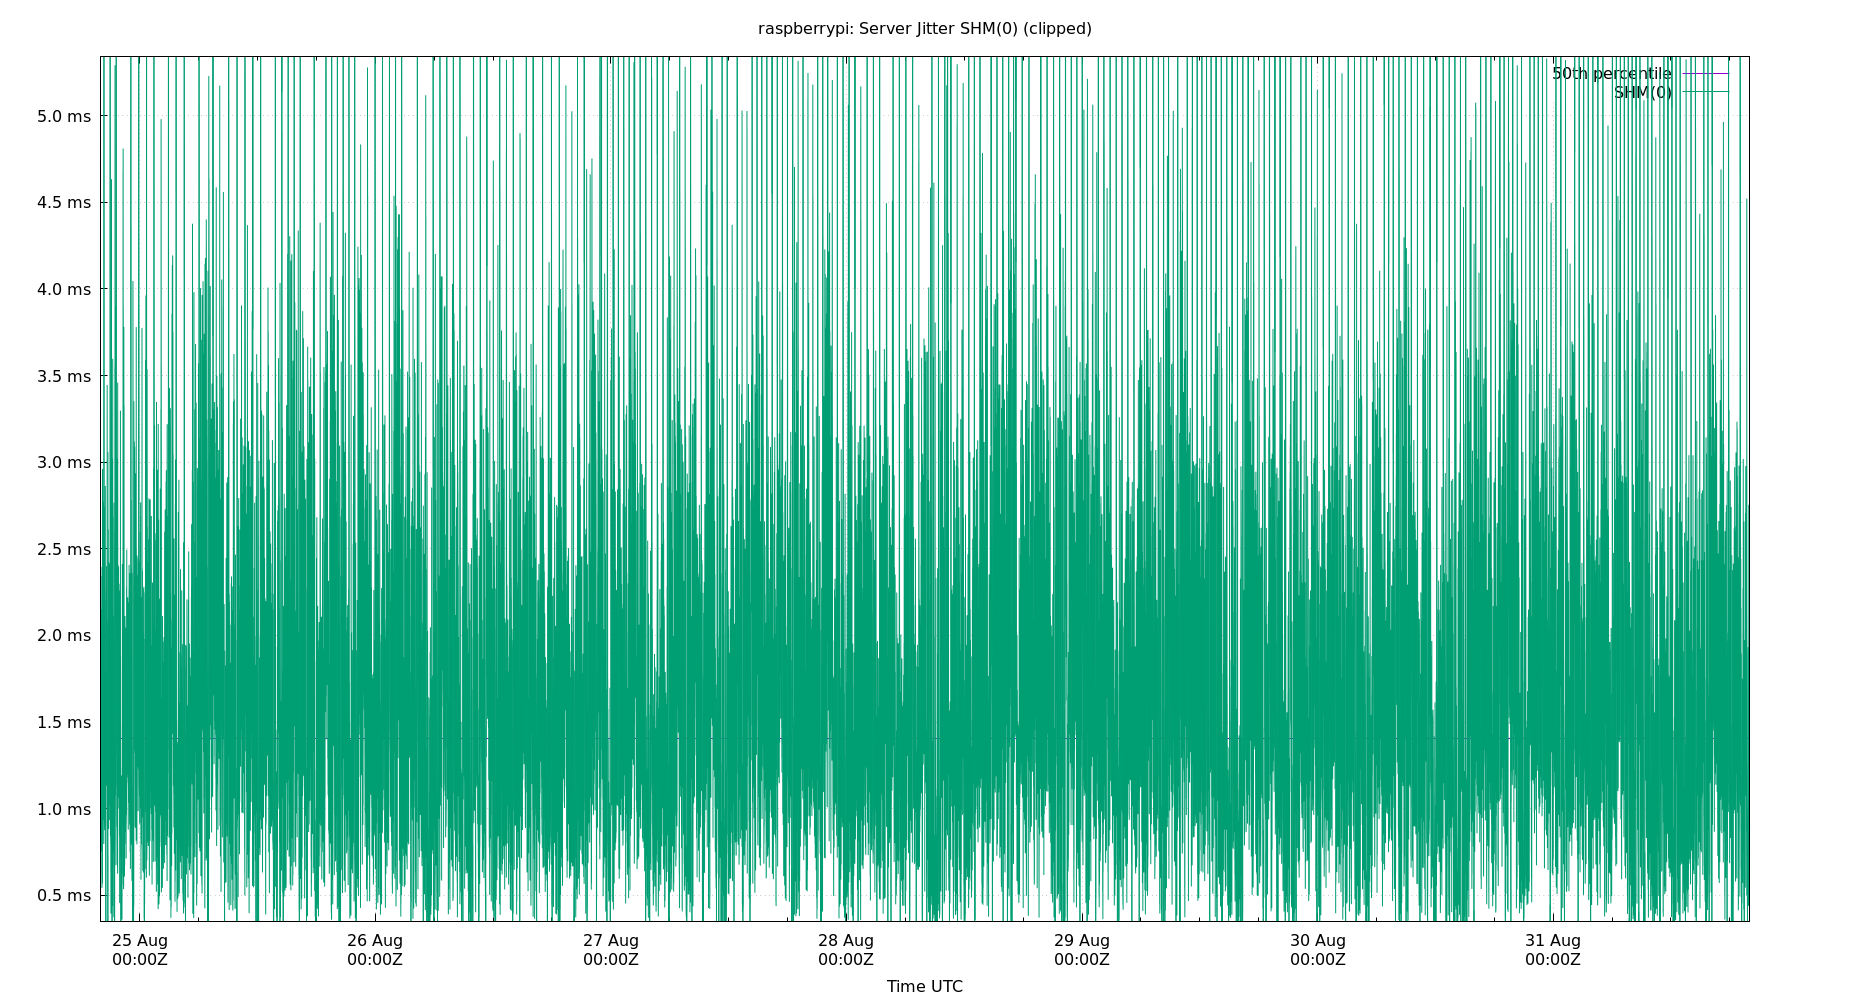 raspberrypi: Server Jitter SHM(0) (clipped)
50th percentile
SHM(0)
5.0 ms
4.5 ms
4.0 ms
3.5 ms
3.0 ms
2.5 ms
2.0 ms
1.5 ms
1.0 ms
0.5 ms
25 Aug 26 Aug 27 Aug 28 Aug 29 Aug 30 Aug 31 Aug
00:00Z 00:00Z 00:00Z 00:00Z 00:00Z 00:00Z 00:00Z
Time UTC